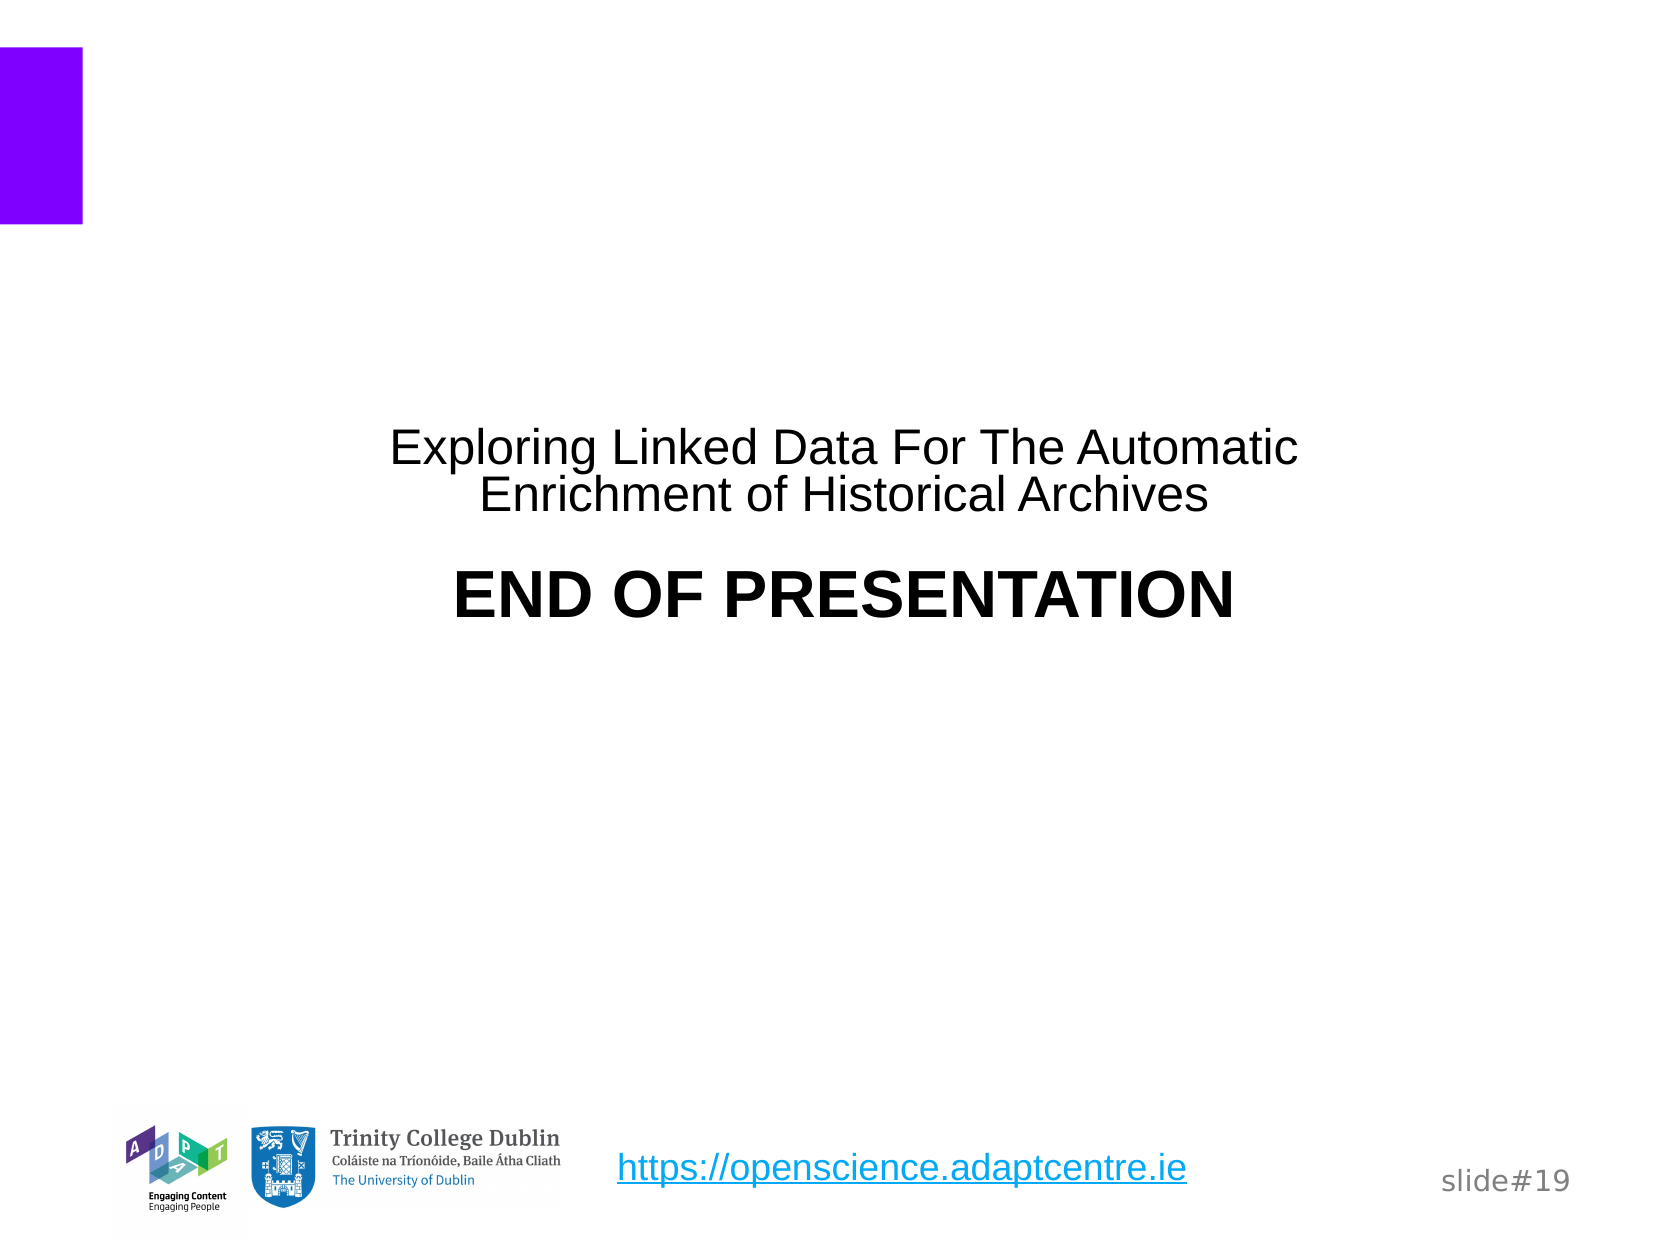 Exploring Linked Data For The Automatic
Enrichment of Historical Archives
END OF PRESENTATION
ADAPT
Engaging Content
Engaging People
Trinity College Dublin
Coláiste na Tríonóide, Baile Átha Cliath
The University of Dublin
https://openscience.adaptcentre.ie
slide#19